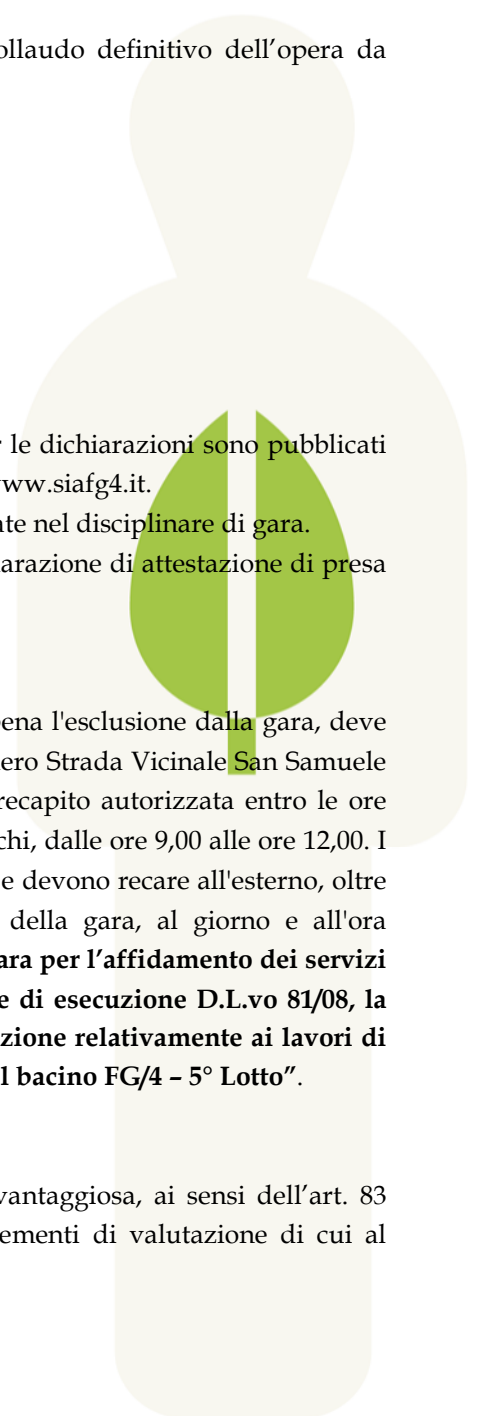 ollaudo definitivo dell’opera da
le dichiarazioni sono pubblicati
ww.siafg4.it.
ate nel disciplinare di gara.
arazione di attestazione di presa
ena l'esclusione dalla gara, deve
ero Strada Vicinale San Samuele
recapito autorizzata entro le ore
chi, dalle ore 9,00 alle ore 12,00. I
e devono recare all'esterno, oltre
della gara, al giorno e all'ora
ara per l’affidamento dei servizi
e di esecuzione D.L.vo 81/08, la
zione relativamente ai lavori di
l bacino FG/4 – 5° Lotto”.
vantaggiosa, ai sensi dell’art. 83
ementi di valutazione di cui al